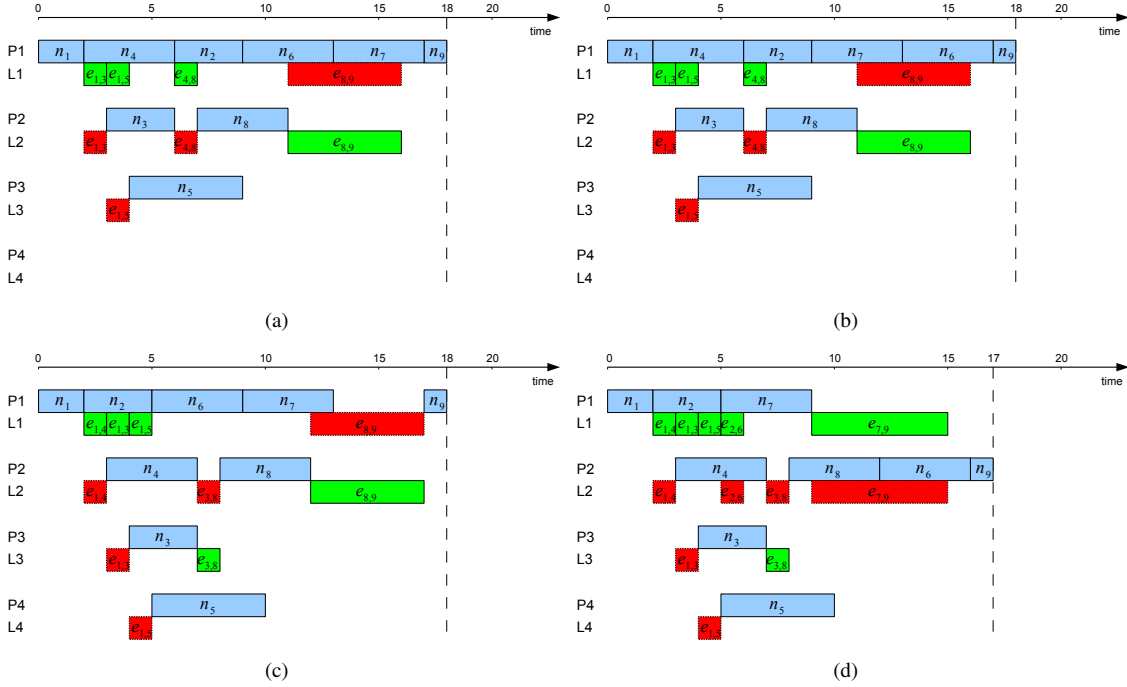 0 5 10 15 18 20
time
P1 n1 n4 n2 n6 n7 n9
L1 e1,3 e1,5 e4,8 e8,9
P2 n3 n8
L2 e1,3 e4,8 e8,9
P3 n5
L3 e1,5
P4
L4
(a)
0 5 10 15 18 20
time
P1 n1 n4 n2 n7 n6 n9
L1 e1,3 e1,5 e4,8 e8,9
P2 n3 n8
L2 e1,3 e4,8 e8,9
P3 n5
L3 e1,5
P4
L4
(b)
0 5 10 15 18 20
time
P1 n1 n2 n6 n7 n9
L1 e1,4 e1,3 e1,5 e8,9
P2 n4 n8
L2 e1,4 e3,8 e8,9
P3 n3
L3 e1,3 e3,8
P4 n5
L4 e1,5
(c)
0 5 10 15 17 20
time
P1 n1 n2 n7
L1 e1,4 e1,3 e1,5 e2,6 e7,9
P2 n4 n8 n6 n9
L2 e1,4 e2,6 e3,8 e7,9
P3 n3
L3 e1,3 e3,8
P4 n5
L4 e1,5
(d)